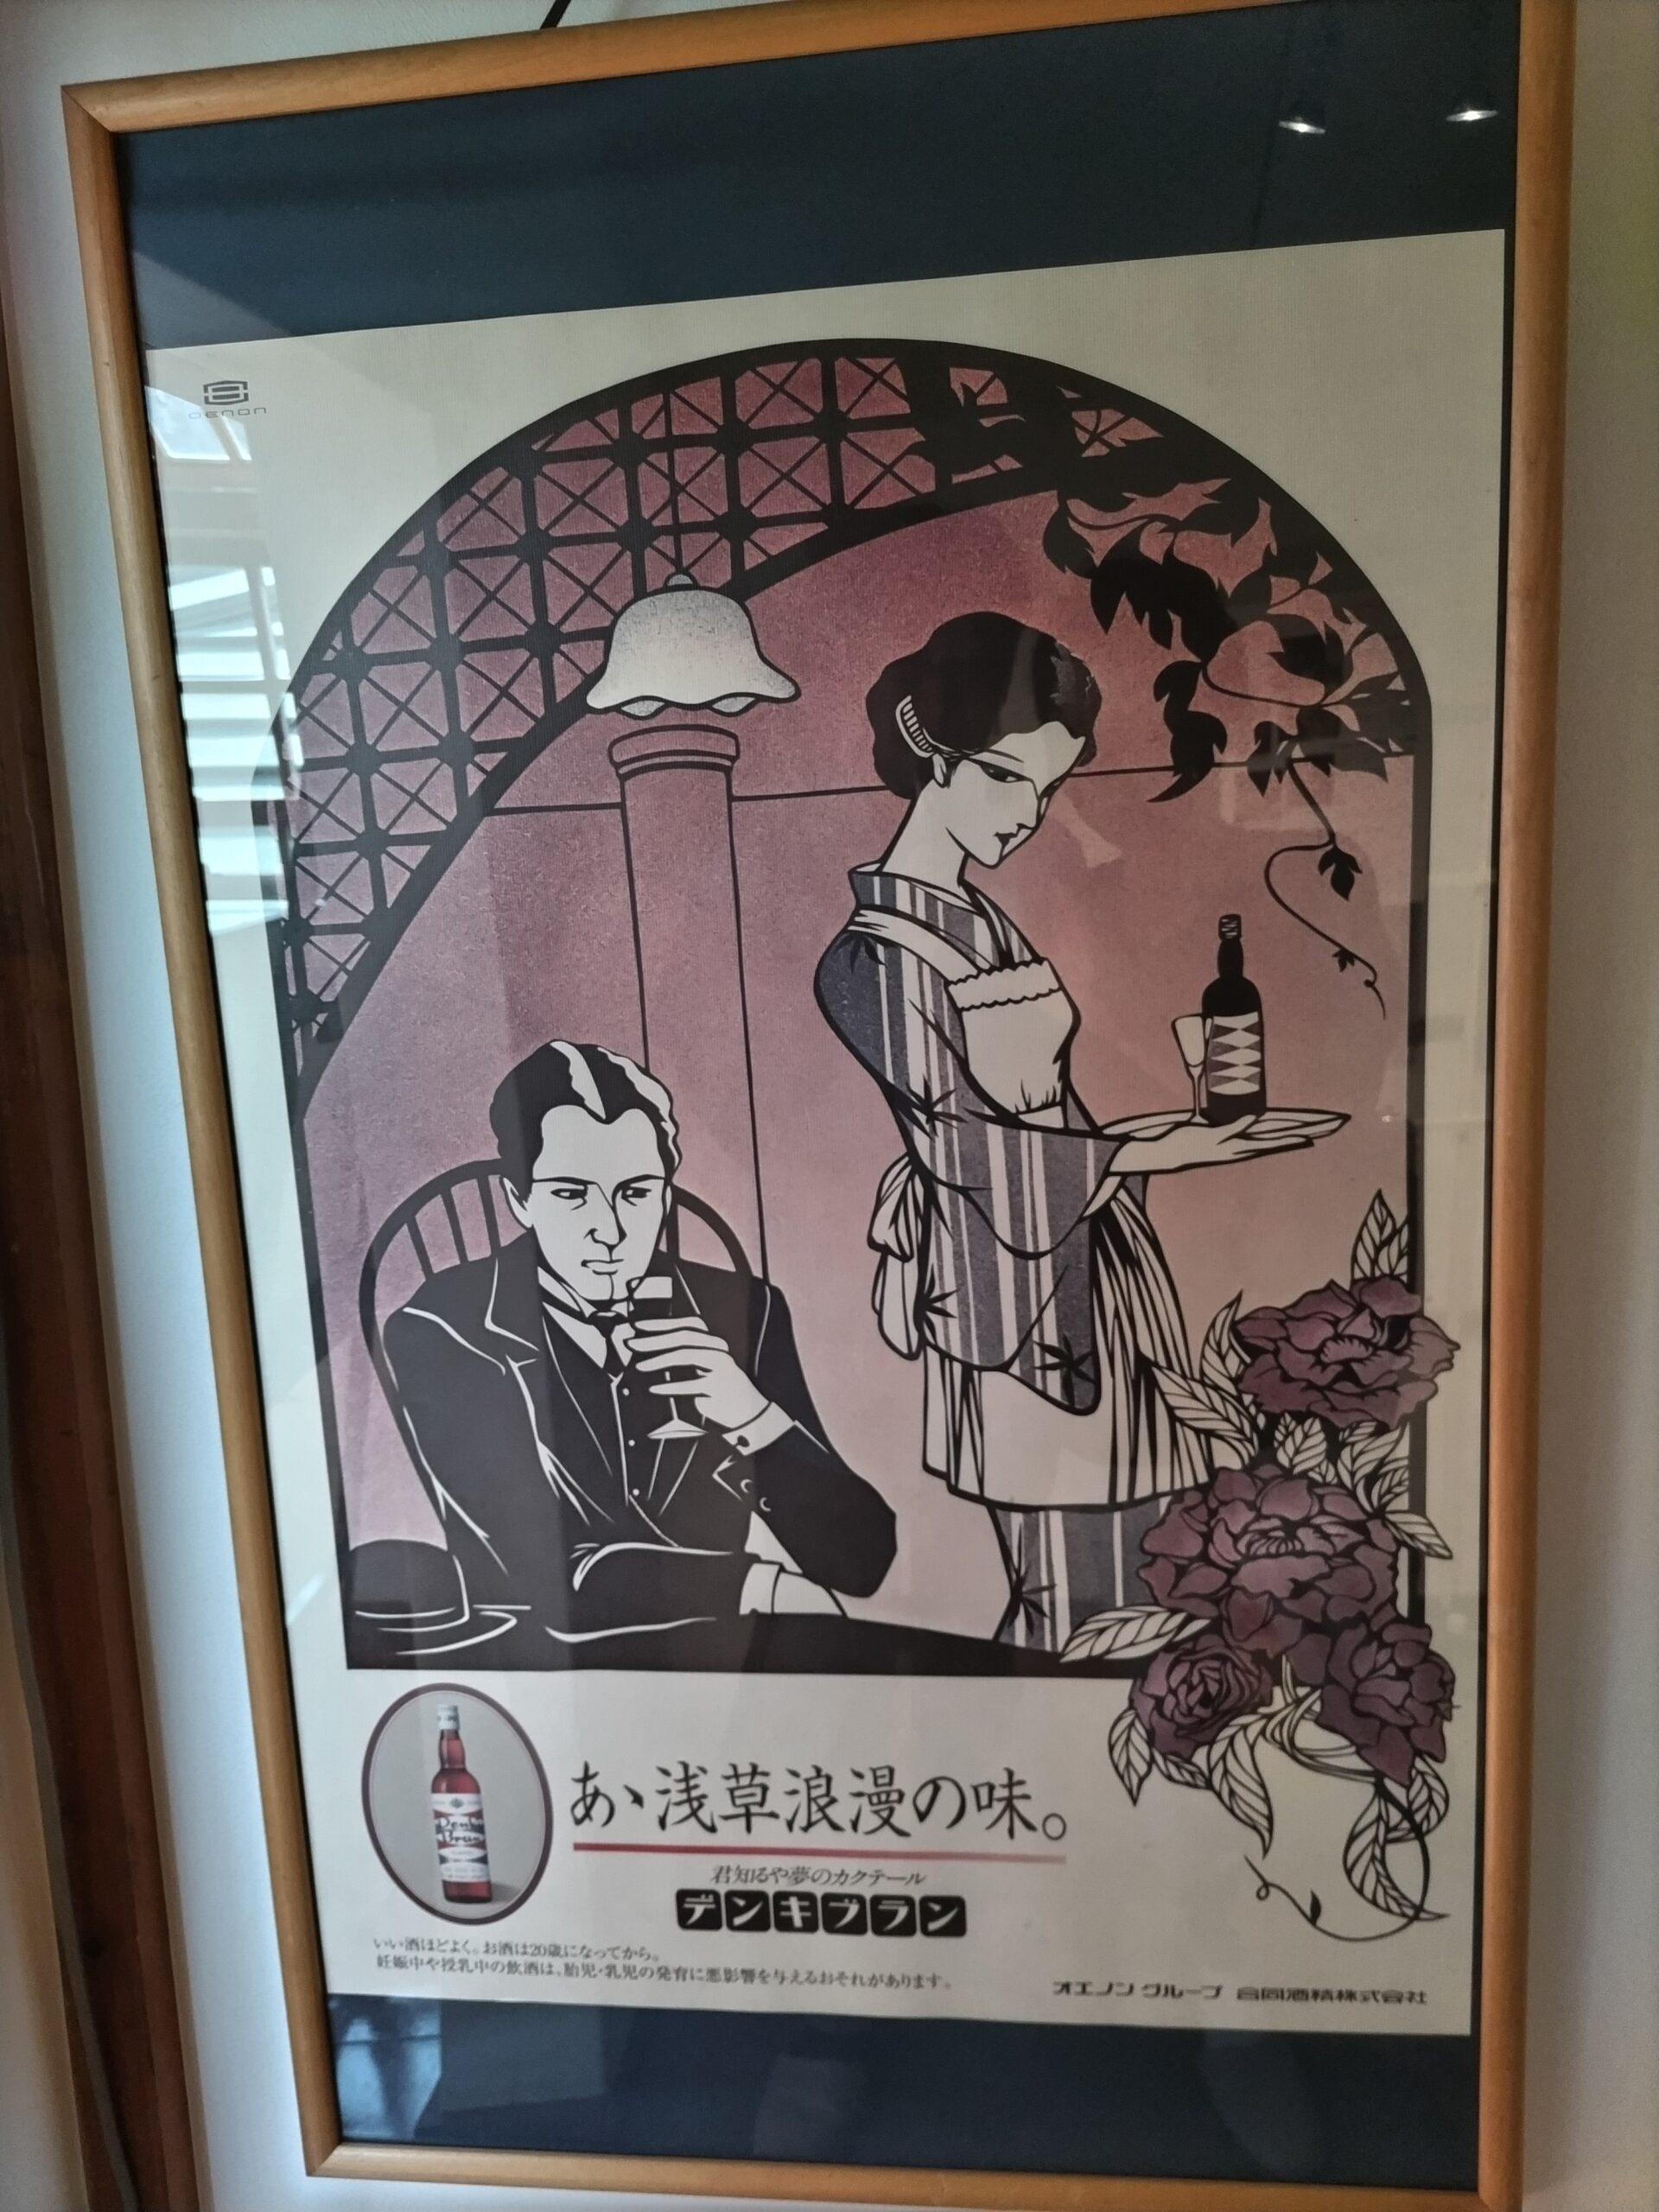 OENON
Denki
Bran
あゝ浅草浪漫の味。
君知るや夢のカクテール
デンキブラン
いい酒ほどよく。お酒は20歳になってから。
妊娠中や授乳中の飲酒は、胎児・乳児の発育に悪影響を与えるおそれがあります。
オエノン グループ 合同酒精株式会社